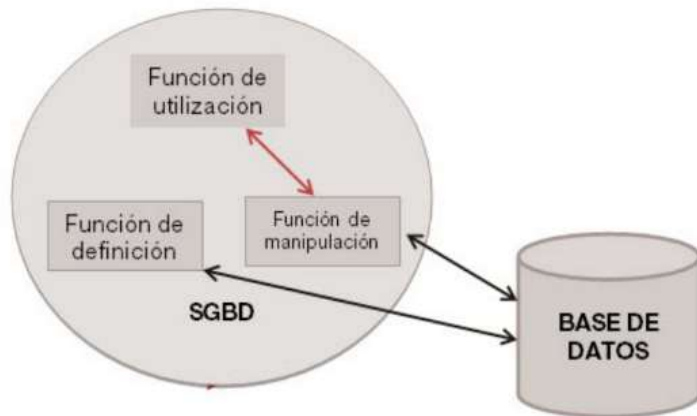 Función de
utilización
Función de
definición
Función de
manipulación
SGBD
BASE DE
DATOS